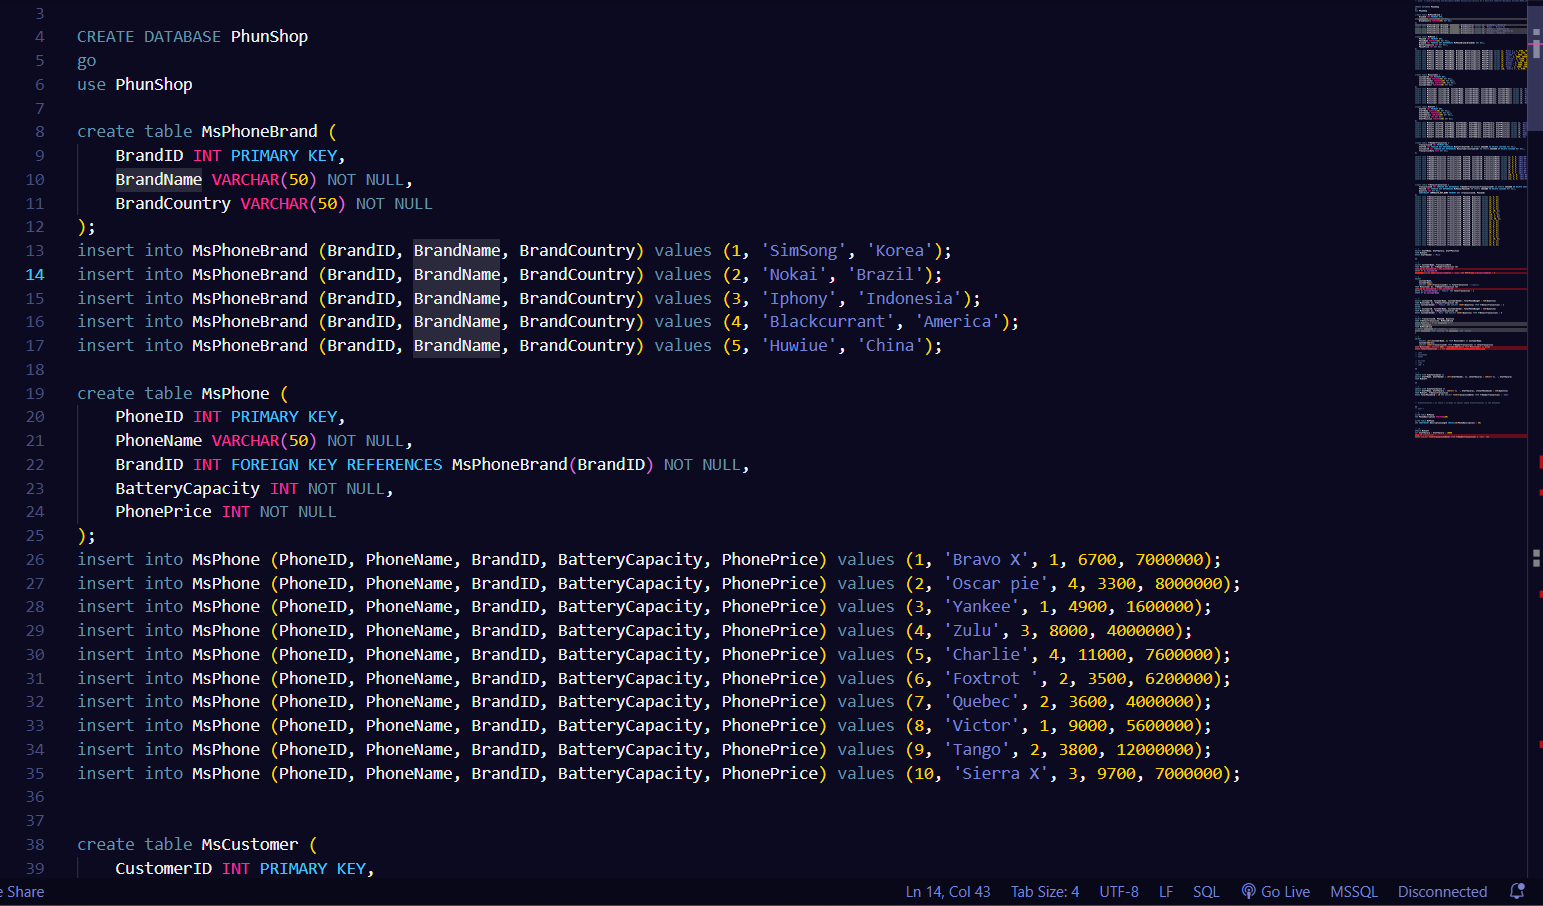 3
4 CREATE DATABASE PhunShop
5 go
6 use PhunShop
7
8 create table MsPhoneBrand (
9 BrandID INT PRIMARY KEY,
10 BrandName VARCHAR(50) NOT NULL,
11 BrandCountry VARCHAR(50) NOT NULL
12 );
13 insert into MsPhoneBrand (BrandID, BrandName, BrandCountry) values (1, 'SimSong', 'Korea');
14 insert into MsPhoneBrand (BrandID, BrandName, BrandCountry) values (2, 'Nokai', 'Brazil');
15 insert into MsPhoneBrand (BrandID, BrandName, BrandCountry) values (3, 'Iphony', 'Indonesia');
16 insert into MsPhoneBrand (BrandID, BrandName, BrandCountry) values (4, 'Blackcurrant', 'America');
17 insert into MsPhoneBrand (BrandID, BrandName, BrandCountry) values (5, 'Huwiue', 'China');
18
19 create table MsPhone (
20 PhoneID INT PRIMARY KEY,
21 PhoneName VARCHAR(50) NOT NULL,
22 BrandID INT FOREIGN KEY REFERENCES MsPhoneBrand(BrandID) NOT NULL,
23 BatteryCapacity INT NOT NULL,
24 PhonePrice INT NOT NULL
25 );
26 insert into MsPhone (PhoneID, PhoneName, BrandID, BatteryCapacity, PhonePrice) values (1, 'Bravo X', 1, 6700, 7000000);
27 insert into MsPhone (PhoneID, PhoneName, BrandID, BatteryCapacity, PhonePrice) values (2, 'Oscar pie', 4, 3300, 8000000);
28 insert into MsPhone (PhoneID, PhoneName, BrandID, BatteryCapacity, PhonePrice) values (3, 'Yankee', 1, 4900, 1600000);
29 insert into MsPhone (PhoneID, PhoneName, BrandID, BatteryCapacity, PhonePrice) values (4, 'Zulu', 3, 8000, 4000000);
30 insert into MsPhone (PhoneID, PhoneName, BrandID, BatteryCapacity, PhonePrice) values (5, 'Charlie', 4, 11000, 7600000);
31 insert into MsPhone (PhoneID, PhoneName, BrandID, BatteryCapacity, PhonePrice) values (6, 'Foxtrot ', 2, 3500, 6200000);
32 insert into MsPhone (PhoneID, PhoneName, BrandID, BatteryCapacity, PhonePrice) values (7, 'Quebec', 2, 3600, 4000000);
33 insert into MsPhone (PhoneID, PhoneName, BrandID, BatteryCapacity, PhonePrice) values (8, 'Victor', 1, 9000, 5600000);
34 insert into MsPhone (PhoneID, PhoneName, BrandID, BatteryCapacity, PhonePrice) values (9, 'Tango', 2, 3800, 12000000);
35 insert into MsPhone (PhoneID, PhoneName, BrandID, BatteryCapacity, PhonePrice) values (10, 'Sierra X', 3, 9700, 7000000);
36
37
38 create table MsCustomer (
39 CustomerID INT PRIMARY KEY,
e Share Ln 14, Col 43 Tab Size: 4 UTF-8 LF SQL Go Live MSSQL Disconnected